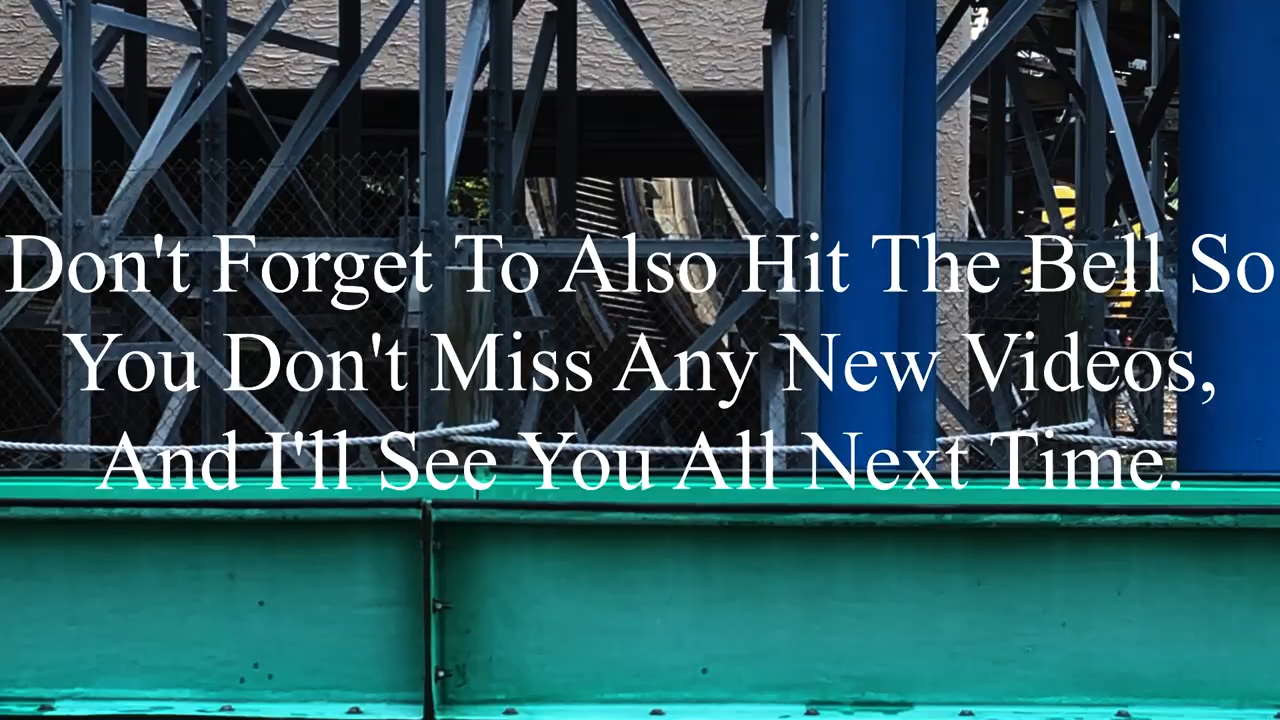 Don't Forget To Also Hit The Bell So
You Don't Miss Any New Videos,
And I'll See You All Next Time.